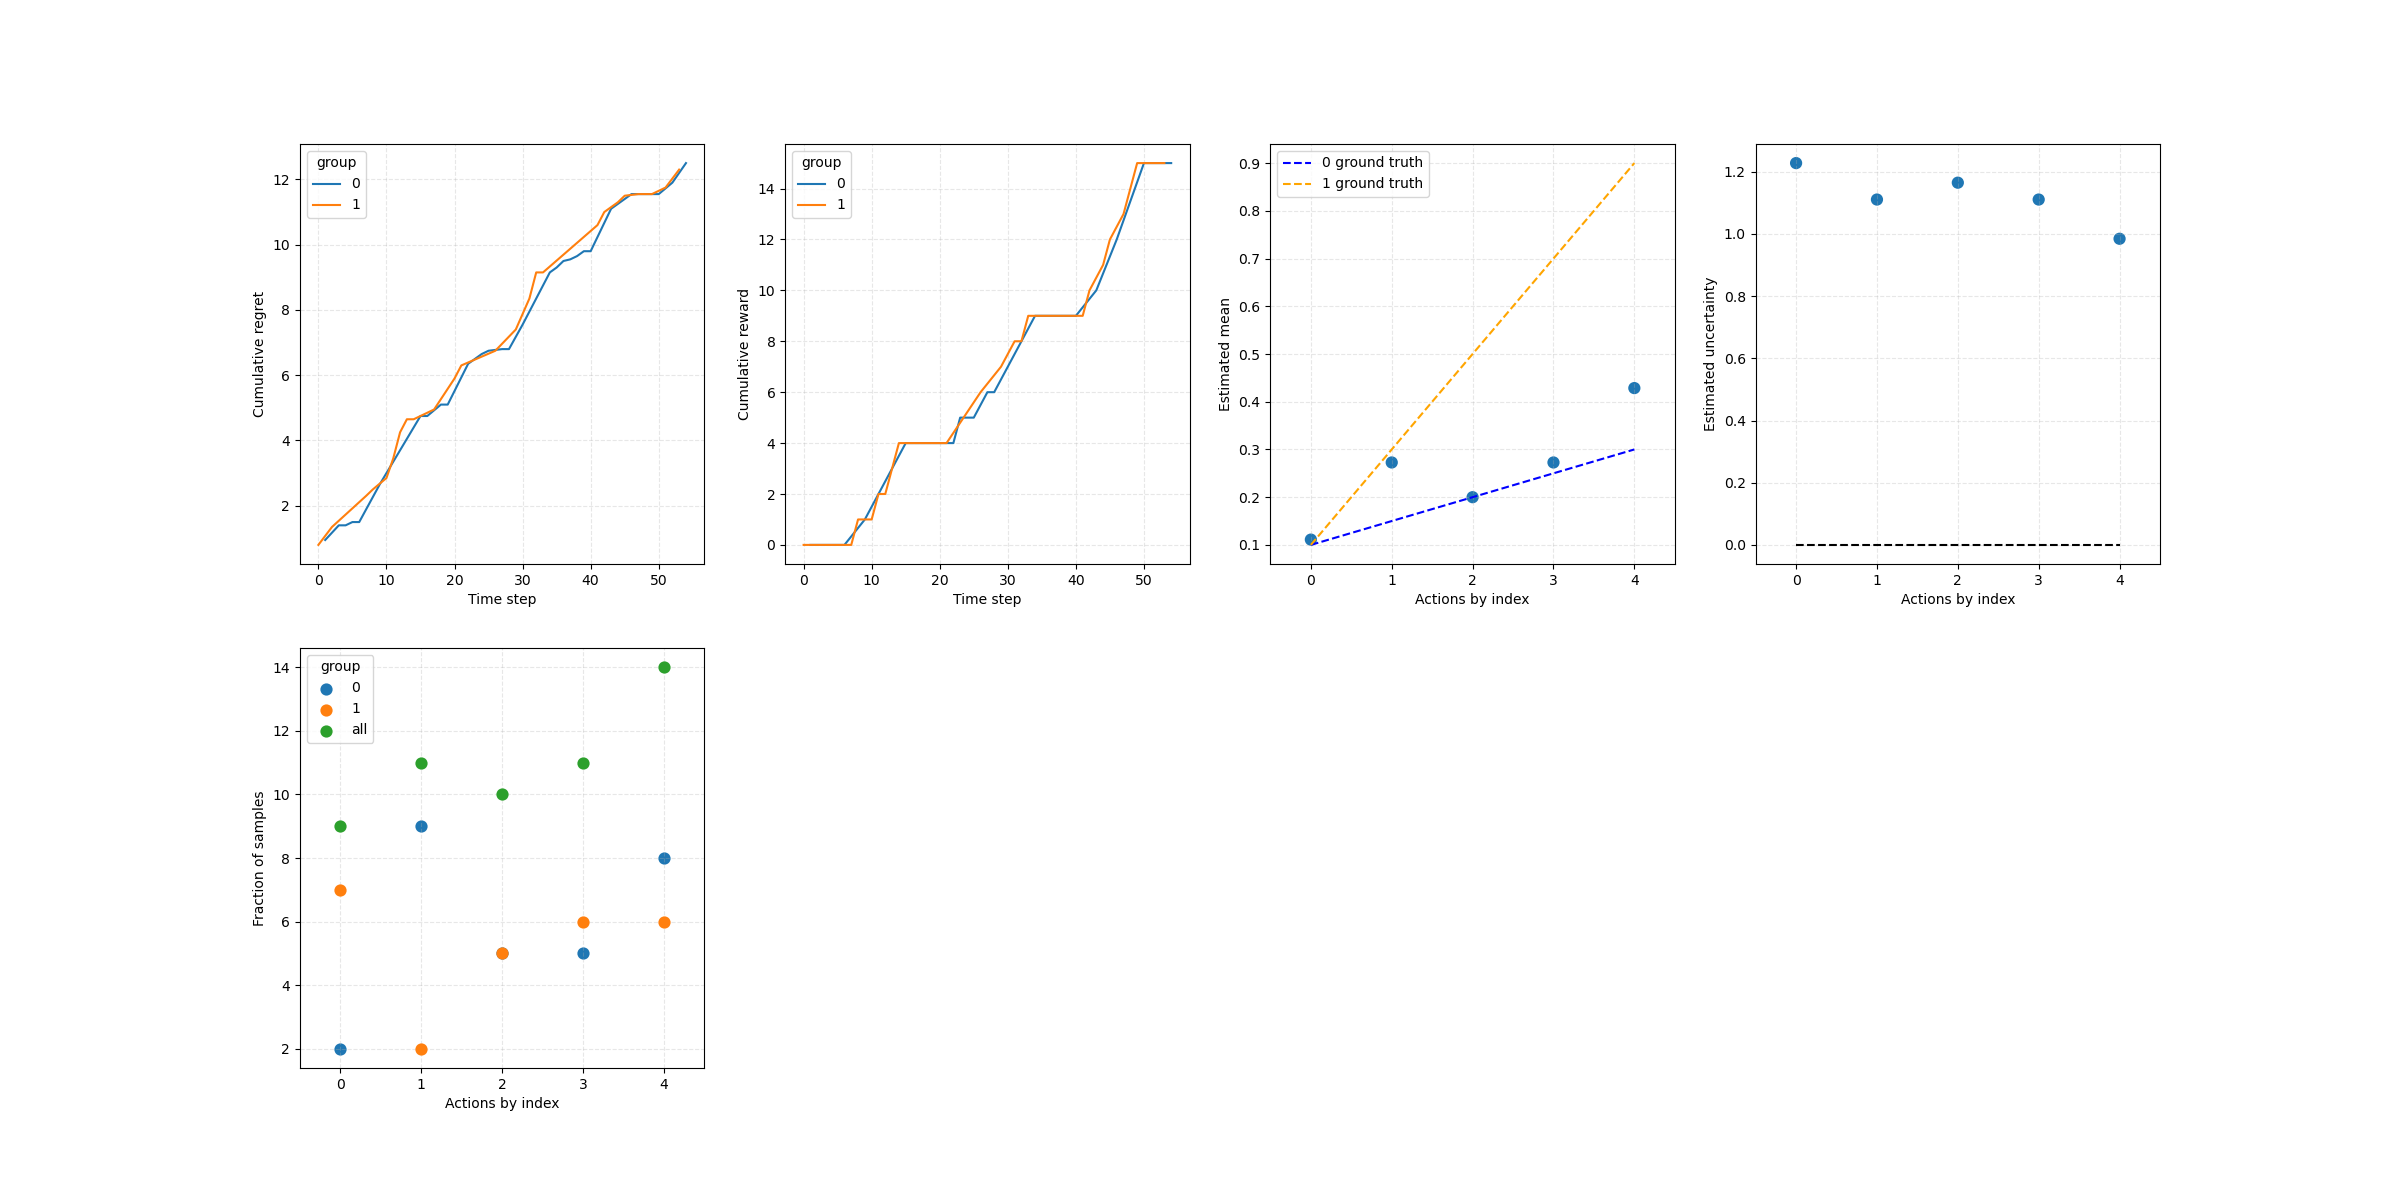 group
0
1
12
10
8
6
4
2
Cumulative regret
0 10 20 30 40 50
Time step
group
0
1
14
12
10
8
6
4
2
0
Cumulative reward
0 10 20 30 40 50
Time step
0 ground truth
1 ground truth
0.9
0.8
0.7
0.6
0.5
0.4
0.3
0.2
0.1
Estimated mean
0 1 2 3 4
Actions by index
1.2
1.0
0.8
0.6
0.4
0.2
0.0
Estimated uncertainty
0 1 2 3 4
Actions by index
group
0
1
all
14
12
10
8
6
4
2
Fraction of samples
0 1 2 3 4
Actions by index